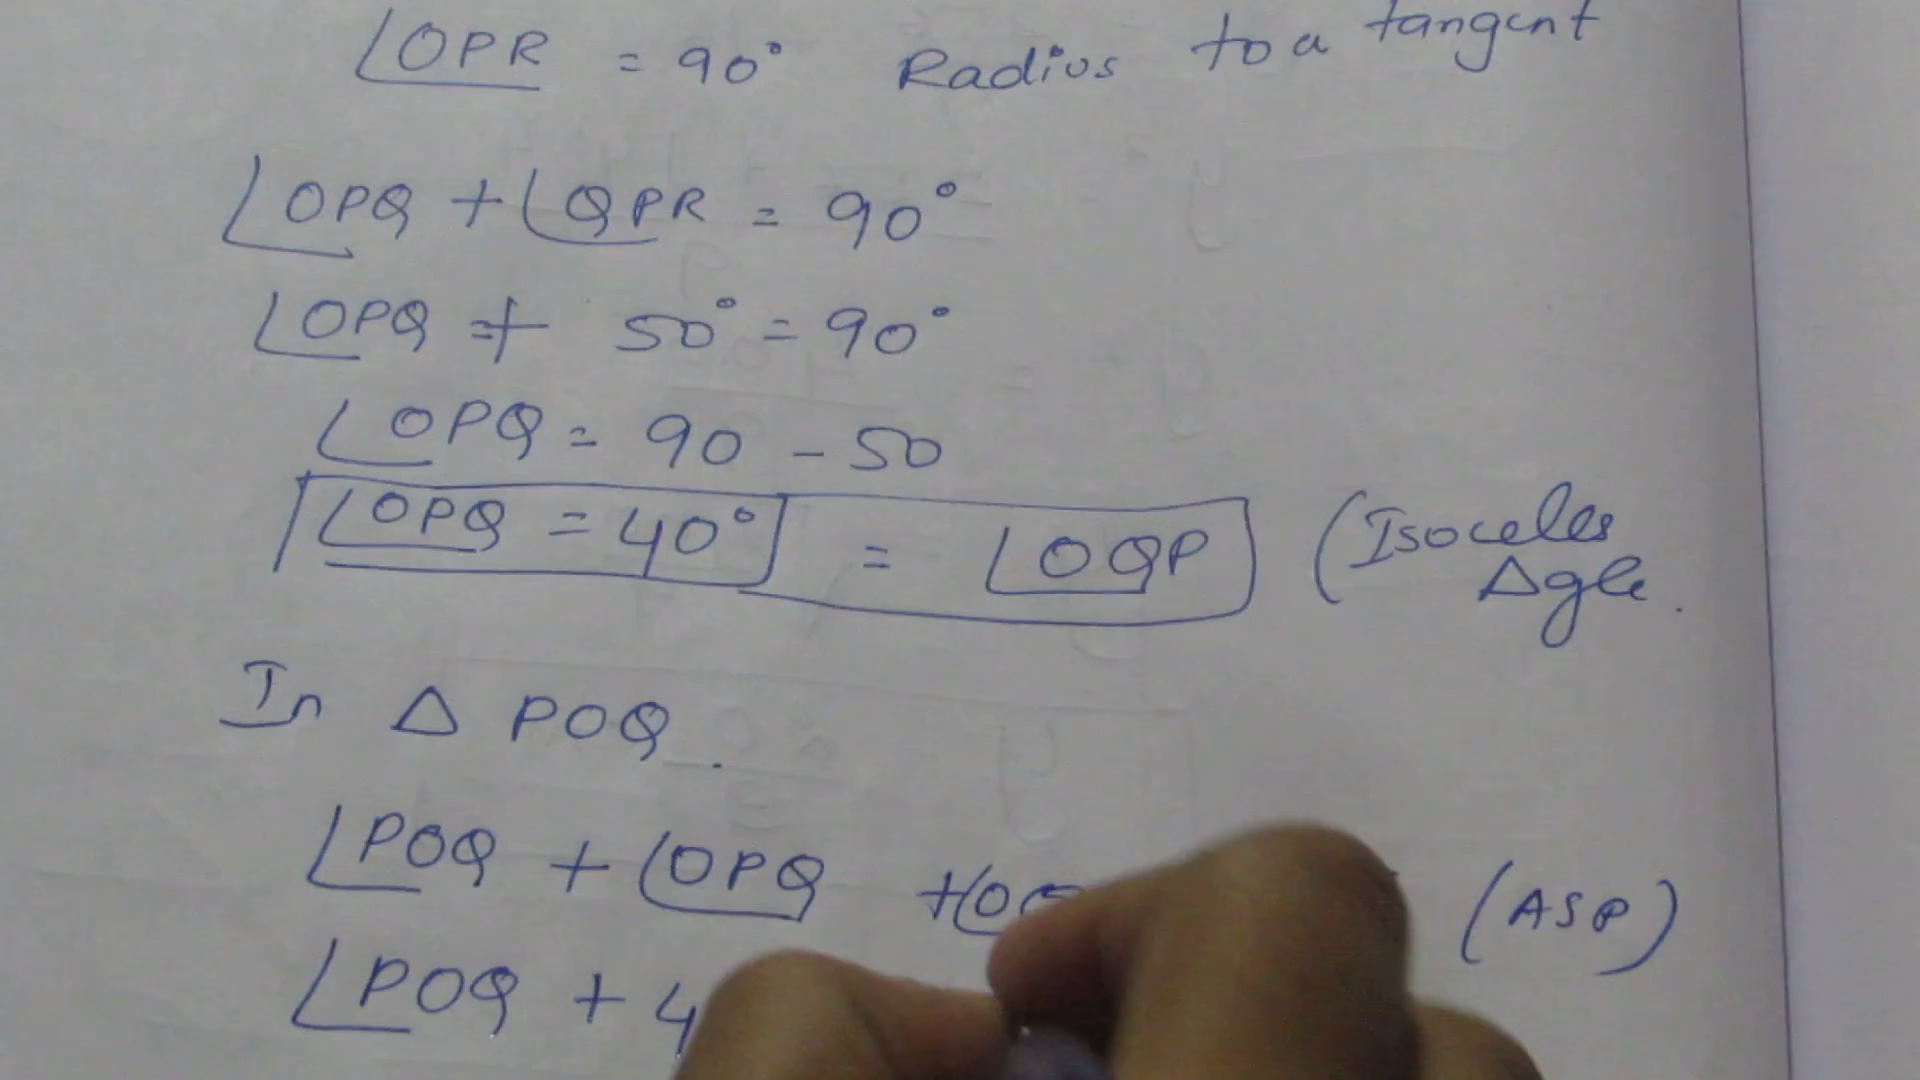 ∠OPR = 90° Radius to a tangent
∠OPQ + ∠QPR = 90°
∠OPQ + 50° = 90°
∠OPQ = 90 - 50
∠OPQ = 40° = ∠OQP (Isoceles Δgle.
In Δ POQ.
∠POQ + ∠OPQ + ∠O (ASP)
∠POQ + 4